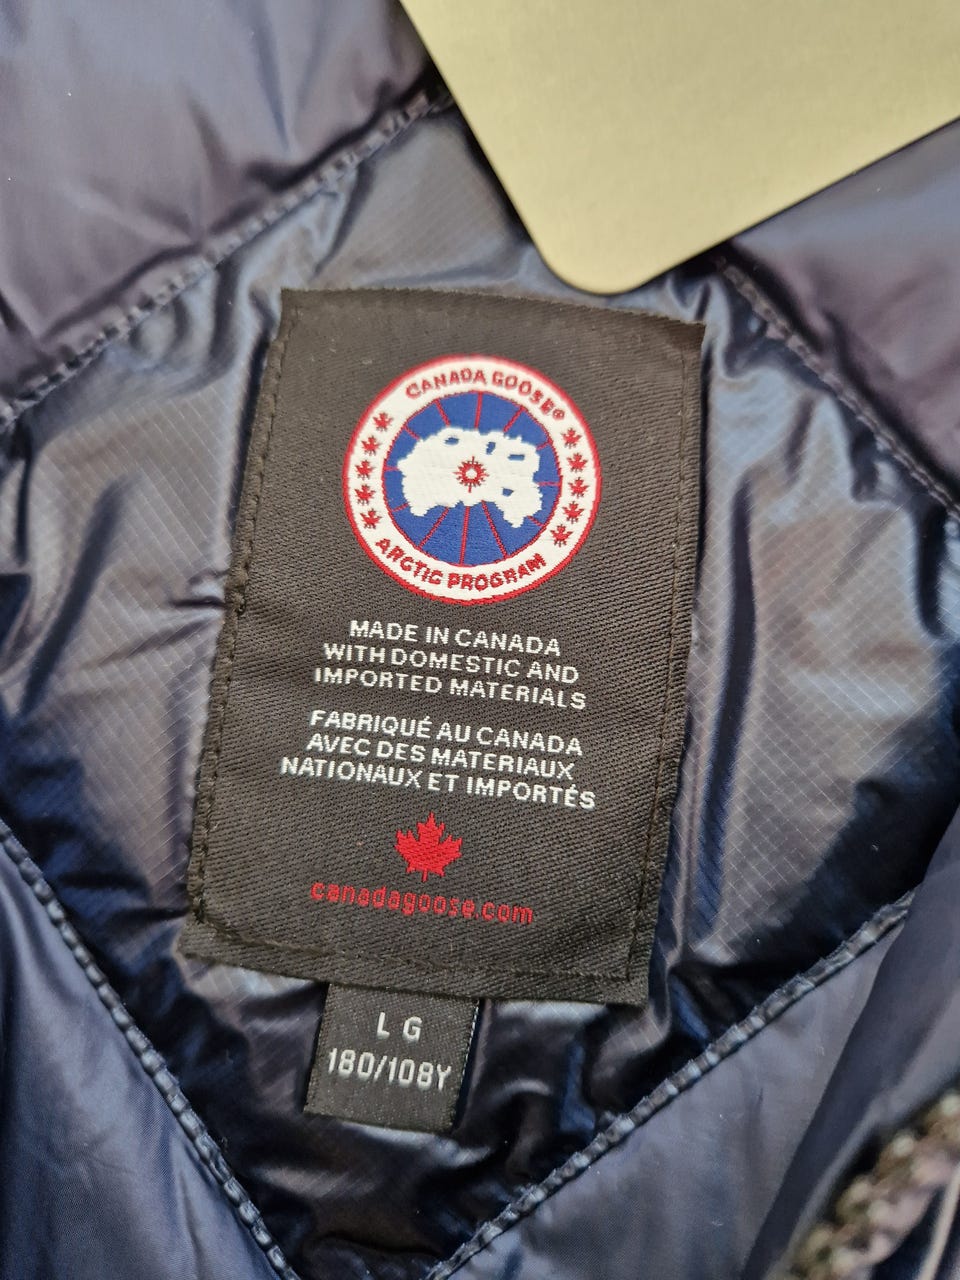 CANADA GOOSE®
ARCTIC PROGRAM
MADE IN CANADA
WITH DOMESTIC AND
IMPORTED MATERIALS
FABRIQUÉ AU CANADA
AVEC DES MATERIAUX
NATIONAUX ET IMPORTÉS
canadagoose.com
LG
180/108Y